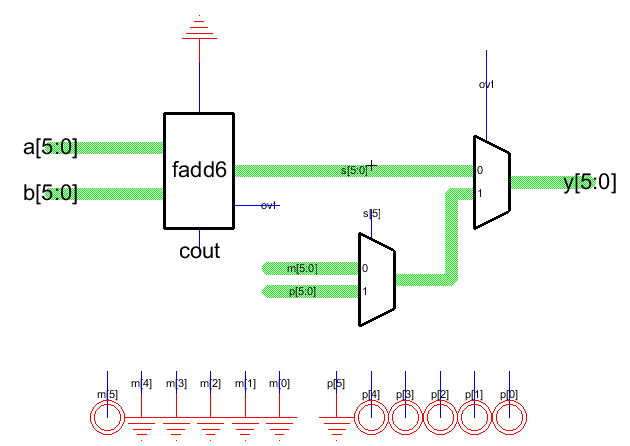 ovf
a[5:0]
fadd6
s[5:0]
0
1
b[5:0]
y[5:0]
ovf
s[5]
cout
m[5:0]
0
p[5:0]
1
m[5] m[4] m[3] m[2] m[1] m[0] p[5] p[4] p[3] p[2] p[1] p[0]